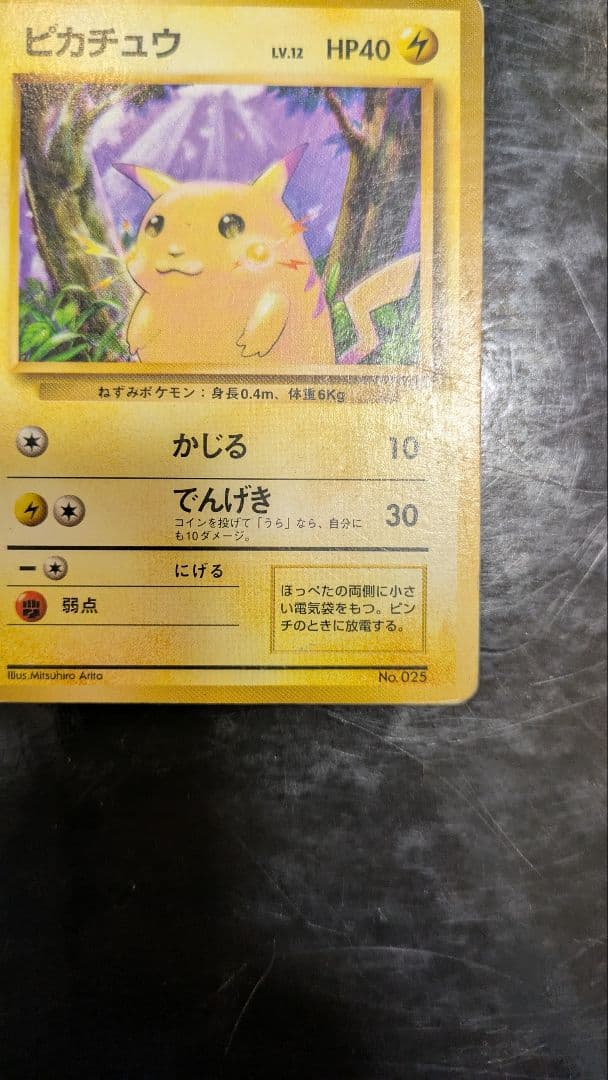 ピカチュウ LV.12 HP40
ねずみポケモン：身長0.4m、体重6Kg
かじる 10
でんげき 30
コインを投げて「うら」なら、自分に
も10ダメージ。
にげる
弱点
ほっぺたの両側に小さ
い電気袋をもつ。ピン
チのときに放電する。
Illus.Mitsuhiro Arita No.025